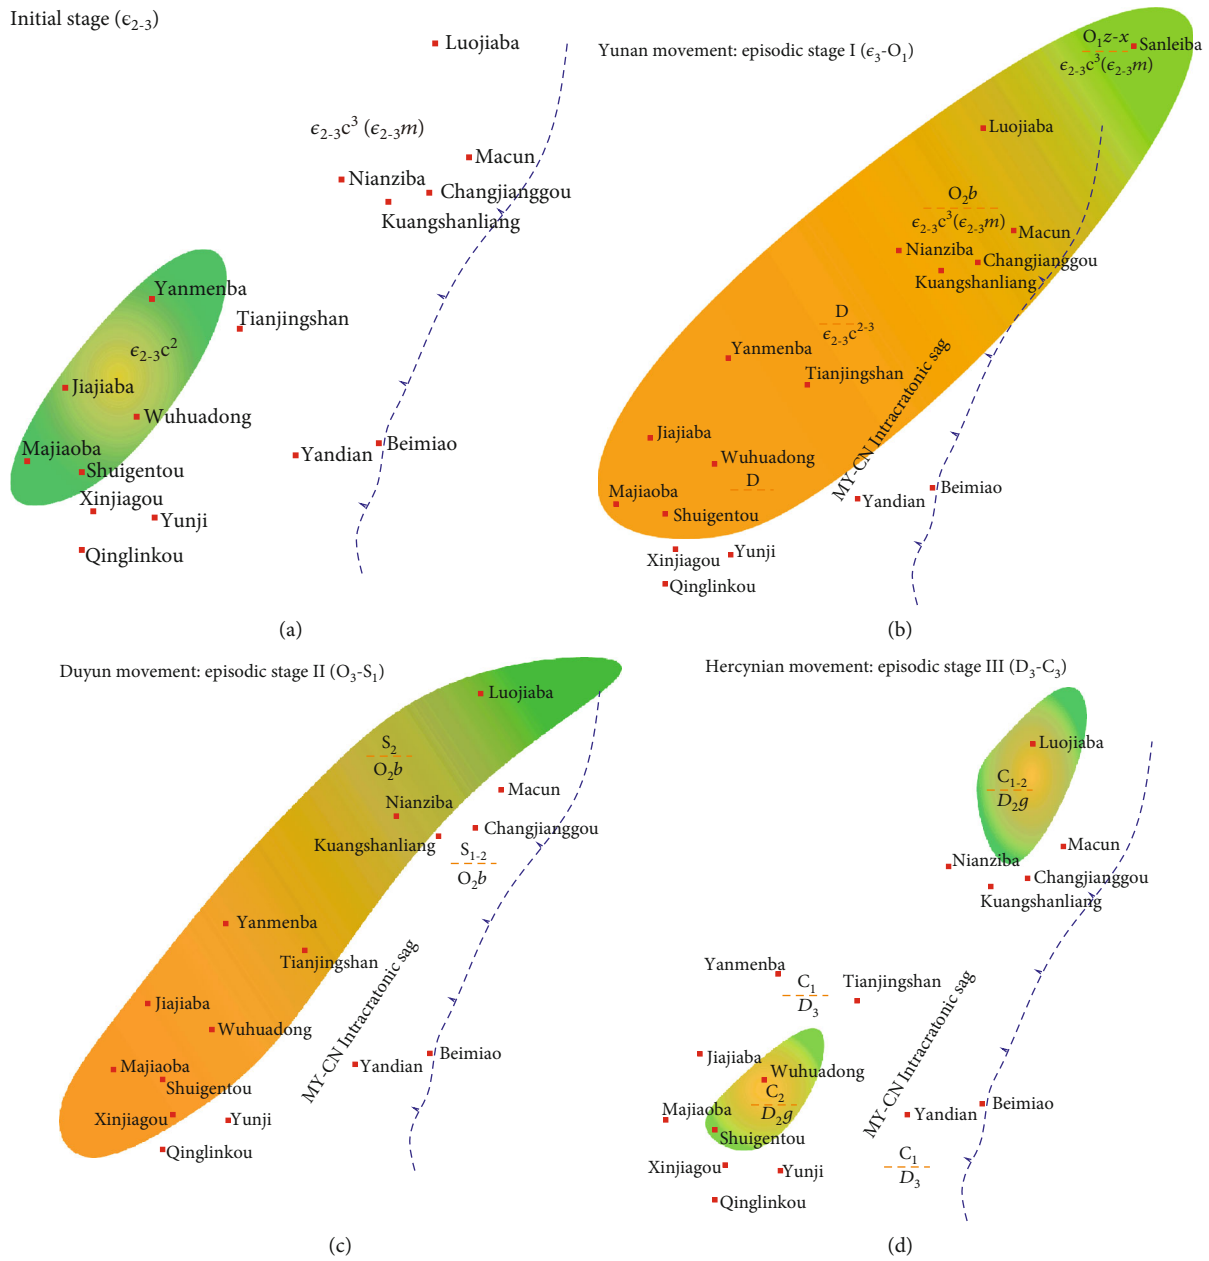 Initial stage (ϵ₂₋₃)
Luojiaba
ϵ₂₋₃c³ (ϵ₂₋₃m)
Macun
Nianziba
Changjianggou
Kuangshanliang
Yanmenba
Tianjingshan
ϵ₂₋₃c²
Jiajiaba
Wuhuadong
Majiaoba
Beimiao
Yandian
Shuigentou
Xinjiagou
Yunji
Qinglinkou
(a)
Yunan movement: episodic stage I (ϵ₃-O₁)
O₁z-x
Sanleiba
ϵ₂₋₃c³(ϵ₂₋₃m)
Luojiaba
O₂b
ϵ₂₋₃c³(ϵ₂₋₃m)
Macun
Nianziba
Changjianggou
Kuangshanliang
D
ϵ₂₋₃c²⁻³
Yanmenba
Tianjingshan
MY-CN Intracratonic sag
Jiajiaba
Wuhuadong
D
Majiaoba
Shuigentou
Beimiao
Yandian
Xinjiagou
Yunji
Qinglinkou
(b)
Duyun movement: episodic stage II (O₃-S₁)
Luojiaba
S₂
O₂b
Macun
Nianziba
Changjianggou
Kuangshanliang
S₁₋₂
O₂b
Yanmenba
Tianjingshan
MY-CN Intracratonic sag
Jiajiaba
Wuhuadong
Beimiao
Majiaoba
Yandian
Shuigentou
Xinjiagou
Yunji
Qinglinkou
(c)
Hercynian movement: episodic stage III (D₃-C₃)
Luojiaba
C₁₋₂
D₂g
Macun
Nianziba
Changjianggou
Kuangshanliang
Yanmenba
Tianjingshan
C₁
D₃
MY-CN Intracratonic sag
Jiajiaba
Wuhuadong
C₂
D₂g
Majiaoba
Beimiao
Yandian
Shuigentou
C₁
D₃
Xinjiagou
Yunji
Qinglinkou
(d)